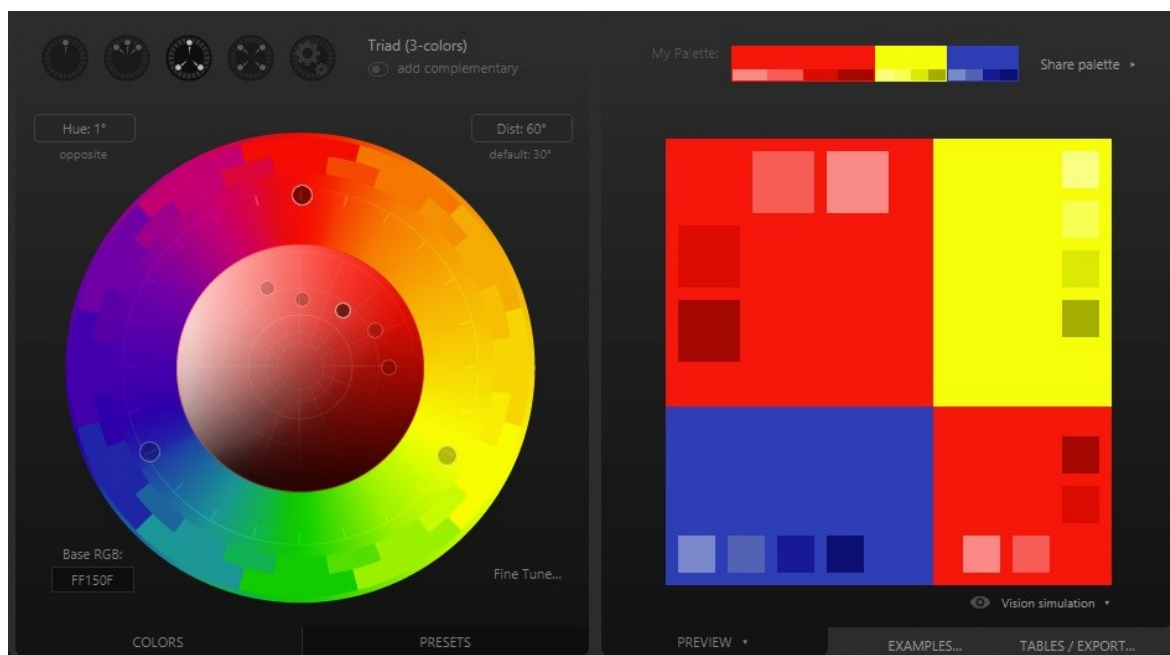 Triad (3-colors)
add complementary
Hue: 1°
opposite
Dist: 60°
default: 30°
Base RGB:
FF150F
Fine Tune...
COLORS
PRESETS
My Palette:
Share palette
Vision simulation
PREVIEW
EXAMPLES...
TABLES / EXPORT...